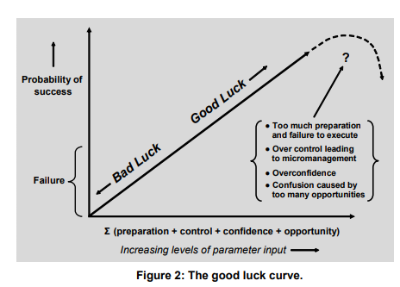 Probability of
success
Failure
Bad Luck
Good Luck
?
• Too much preparation
and failure to execute
• Over control leading
to micromanagement
• Overconfidence
• Confusion caused by
too many opportunities
Σ (preparation + control + confidence + opportunity)
Increasing levels of parameter input
Figure 2: The good luck curve.